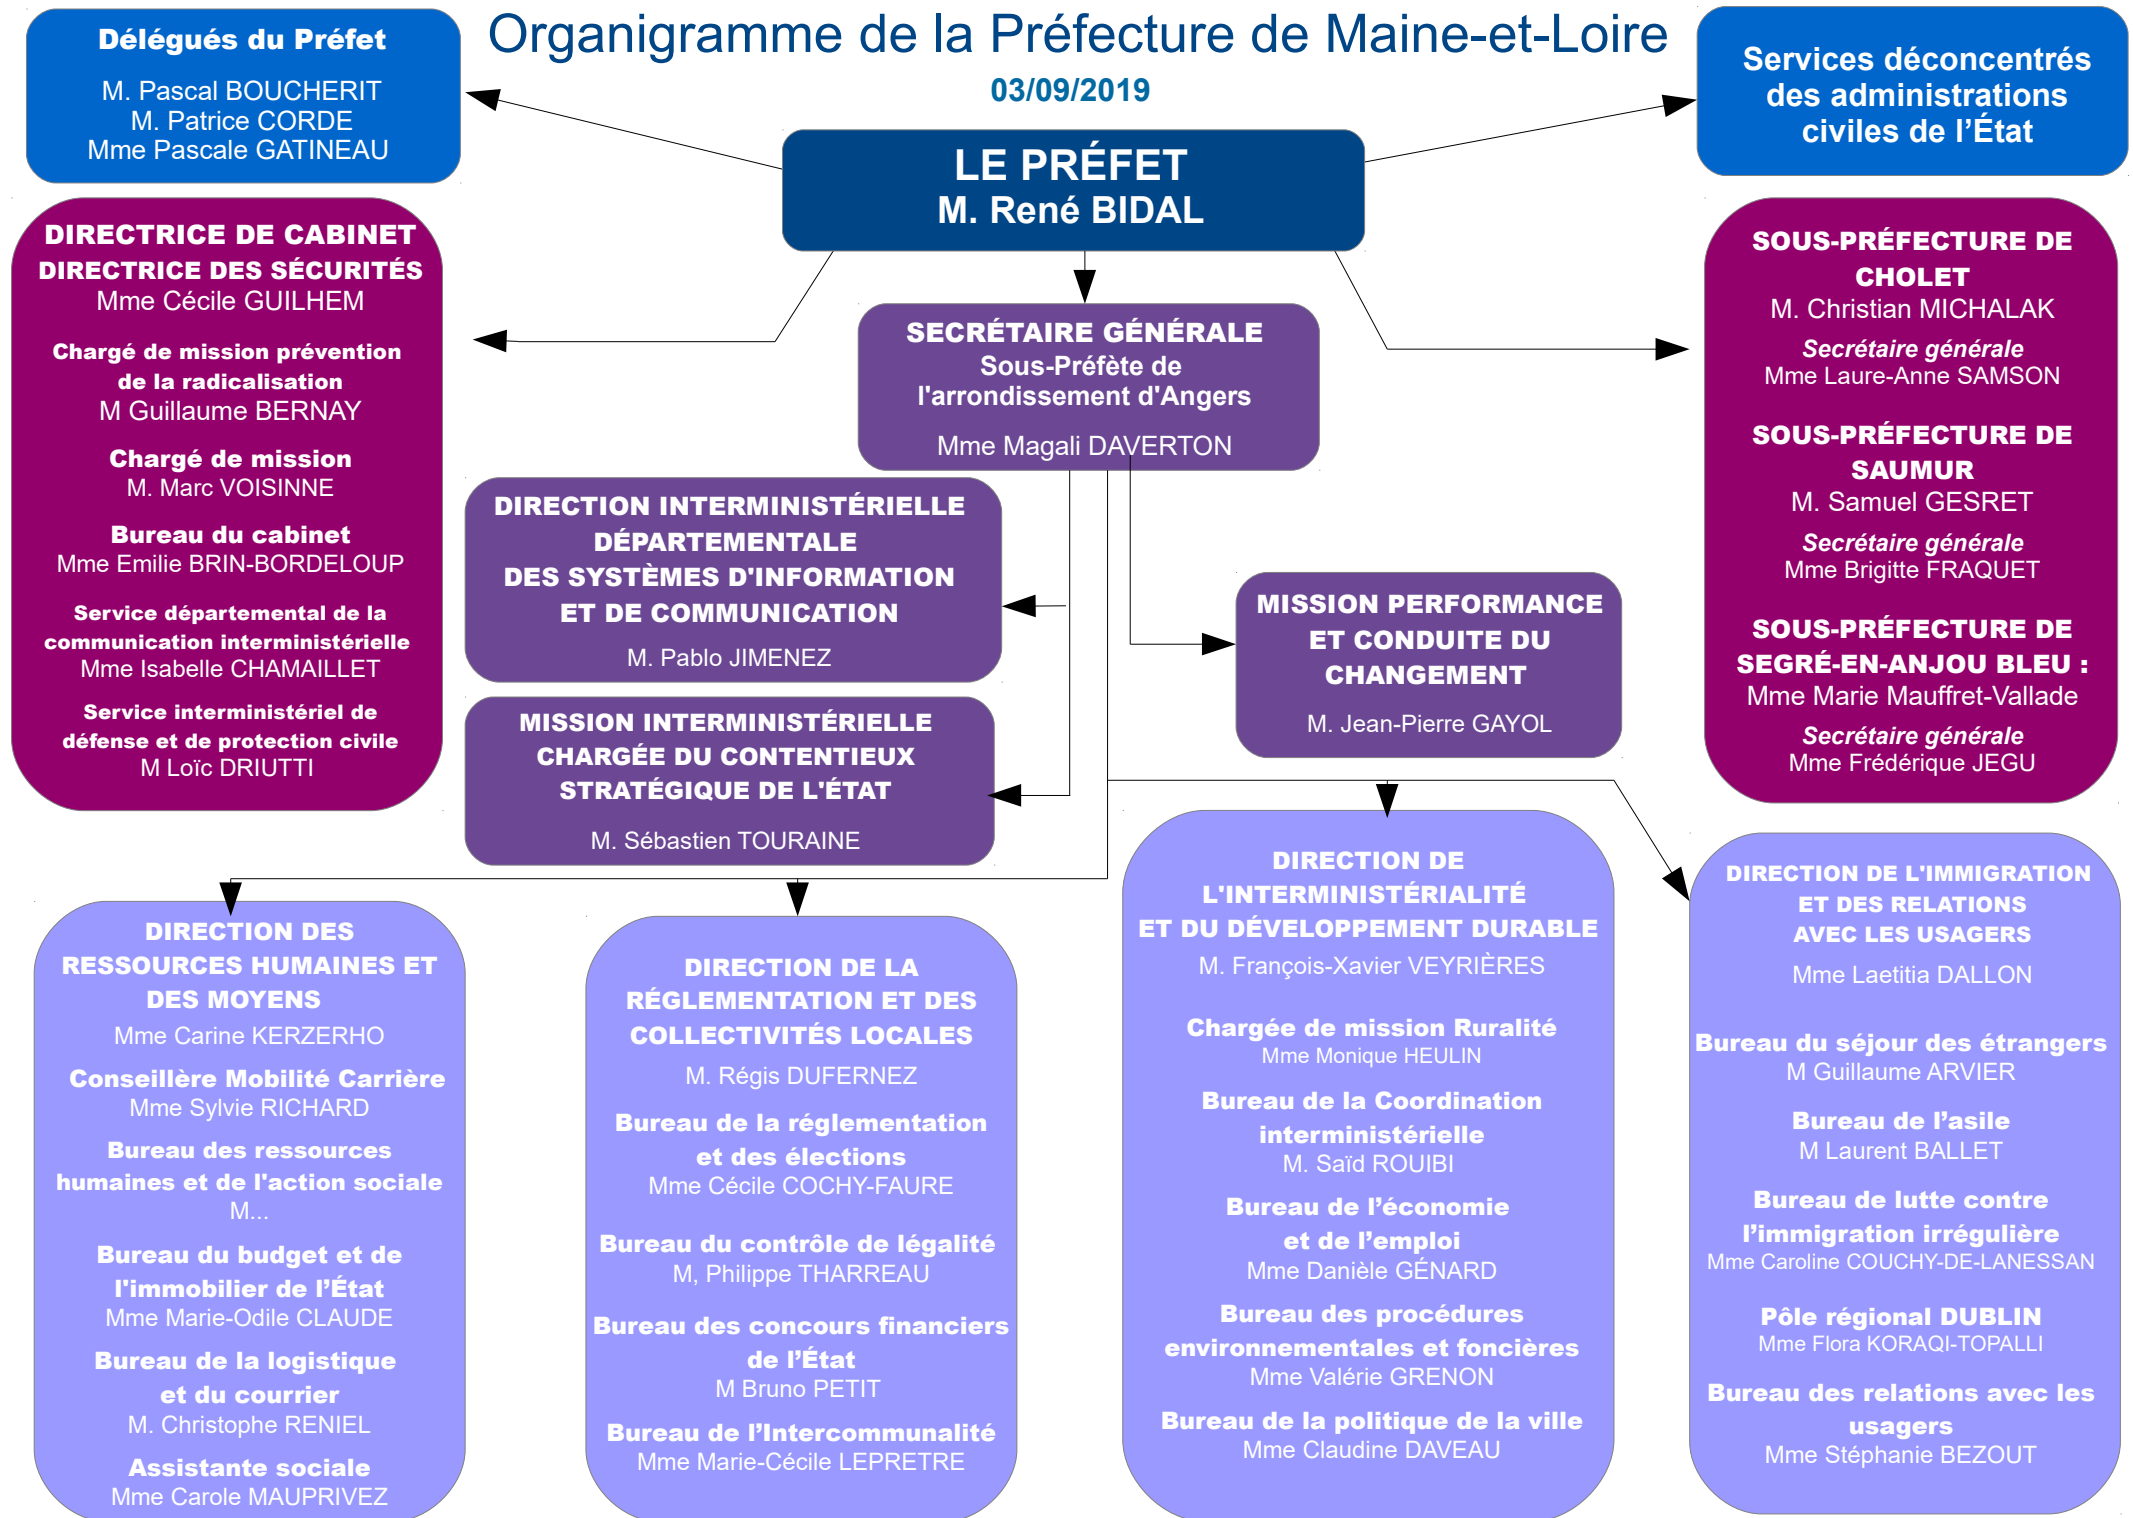 Organigramme de la Préfecture de Maine-et-Loire
03/09/2019
Délégués du Préfet
M. Pascal BOUCHERIT
M. Patrice CORDE
Mme Pascale GATINEAU
Services déconcentrés
des administrations
civiles de l’État
LE PRÉFET
M. René BIDAL
DIRECTRICE DE CABINET
DIRECTRICE DES SÉCURITÉS
Mme Cécile GUILHEM
Chargé de mission prévention
de la radicalisation
M Guillaume BERNAY
Chargé de mission
M. Marc VOISINNE
Bureau du cabinet
Mme Emilie BRIN-BORDELOUP
Service départemental de la
communication interministérielle
Mme Isabelle CHAMAILLET
Service interministériel de
défense et de protection civile
M Loïc DRIUTTI
SECRÉTAIRE GÉNÉRALE
Sous-Préfète de
l'arrondissement d'Angers
Mme Magali DAVERTON
SOUS-PRÉFECTURE DE
CHOLET
M. Christian MICHALAK
Secrétaire générale
Mme Laure-Anne SAMSON
SOUS-PRÉFECTURE DE
SAUMUR
M. Samuel GESRET
Secrétaire générale
Mme Brigitte FRAQUET
SOUS-PRÉFECTURE DE
SEGRÉ-EN-ANJOU BLEU :
Mme Marie Mauffret-Vallade
Secrétaire générale
Mme Frédérique JEGU
DIRECTION INTERMINISTÉRIELLE
DÉPARTEMENTALE
DES SYSTÈMES D'INFORMATION
ET DE COMMUNICATION
M. Pablo JIMENEZ
MISSION PERFORMANCE
ET CONDUITE DU
CHANGEMENT
M. Jean-Pierre GAYOL
MISSION INTERMINISTÉRIELLE
CHARGÉE DU CONTENTIEUX
STRATÉGIQUE DE L'ÉTAT
M. Sébastien TOURAINE
DIRECTION DES
RESSOURCES HUMAINES ET
DES MOYENS
Mme Carine KERZERHO
Conseillère Mobilité Carrière
Mme Sylvie RICHARD
Bureau des ressources
humaines et de l'action sociale
M...
Bureau du budget et de
l'immobilier de l’État
Mme Marie-Odile CLAUDE
Bureau de la logistique
et du courrier
M. Christophe RENIEL
Assistante sociale
Mme Carole MAUPRIVEZ
DIRECTION DE LA
RÉGLEMENTATION ET DES
COLLECTIVITÉS LOCALES
M. Régis DUFERNEZ
Bureau de la réglementation
et des élections
Mme Cécile COCHY-FAURE
Bureau du contrôle de légalité
M, Philippe THARREAU
Bureau des concours financiers
de l’État
M Bruno PETIT
Bureau de l’Intercommunalité
Mme Marie-Cécile LEPRETRE
DIRECTION DE
L'INTERMINISTÉRIALITÉ
ET DU DÉVELOPPEMENT DURABLE
M. François-Xavier VEYRIÈRES
Chargée de mission Ruralité
Mme Monique HEULIN
Bureau de la Coordination
interministérielle
M. Saïd ROUIBI
Bureau de l’économie
et de l’emploi
Mme Danièle GÉNARD
Bureau des procédures
environnementales et foncières
Mme Valérie GRENON
Bureau de la politique de la ville
Mme Claudine DAVEAU
DIRECTION DE L'IMMIGRATION
ET DES RELATIONS
AVEC LES USAGERS
Mme Laetitia DALLON
Bureau du séjour des étrangers
M Guillaume ARVIER
Bureau de l’asile
M Laurent BALLET
Bureau de lutte contre
l’immigration irrégulière
Mme Caroline COUCHY-DE-LANESSAN
Pôle régional DUBLIN
Mme Flora KORAQI-TOPALLI
Bureau des relations avec les
usagers
Mme Stéphanie BEZOUT